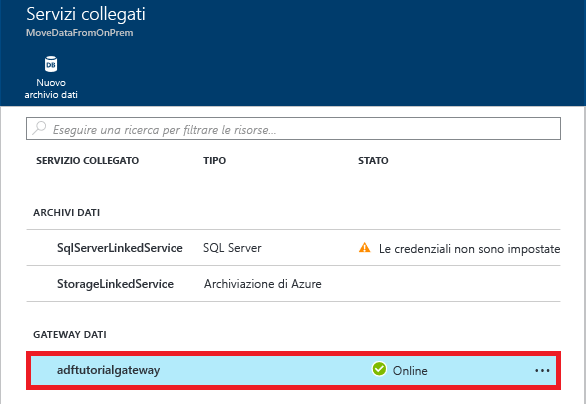 Servizi collegati
MoveDataFromOnPrem
DB
Nuovo
archivio dati
Eseguire una ricerca per filtrare le risorse...
SERVIZIO COLLEGATO TIPO STATO
ARCHIVI DATI
SqlServerLinkedService SQL Server Le credenziali non sono impostate
StorageLinkedService Archiviazione di Azure
GATEWAY DATI
adftutorialgateway Online ...